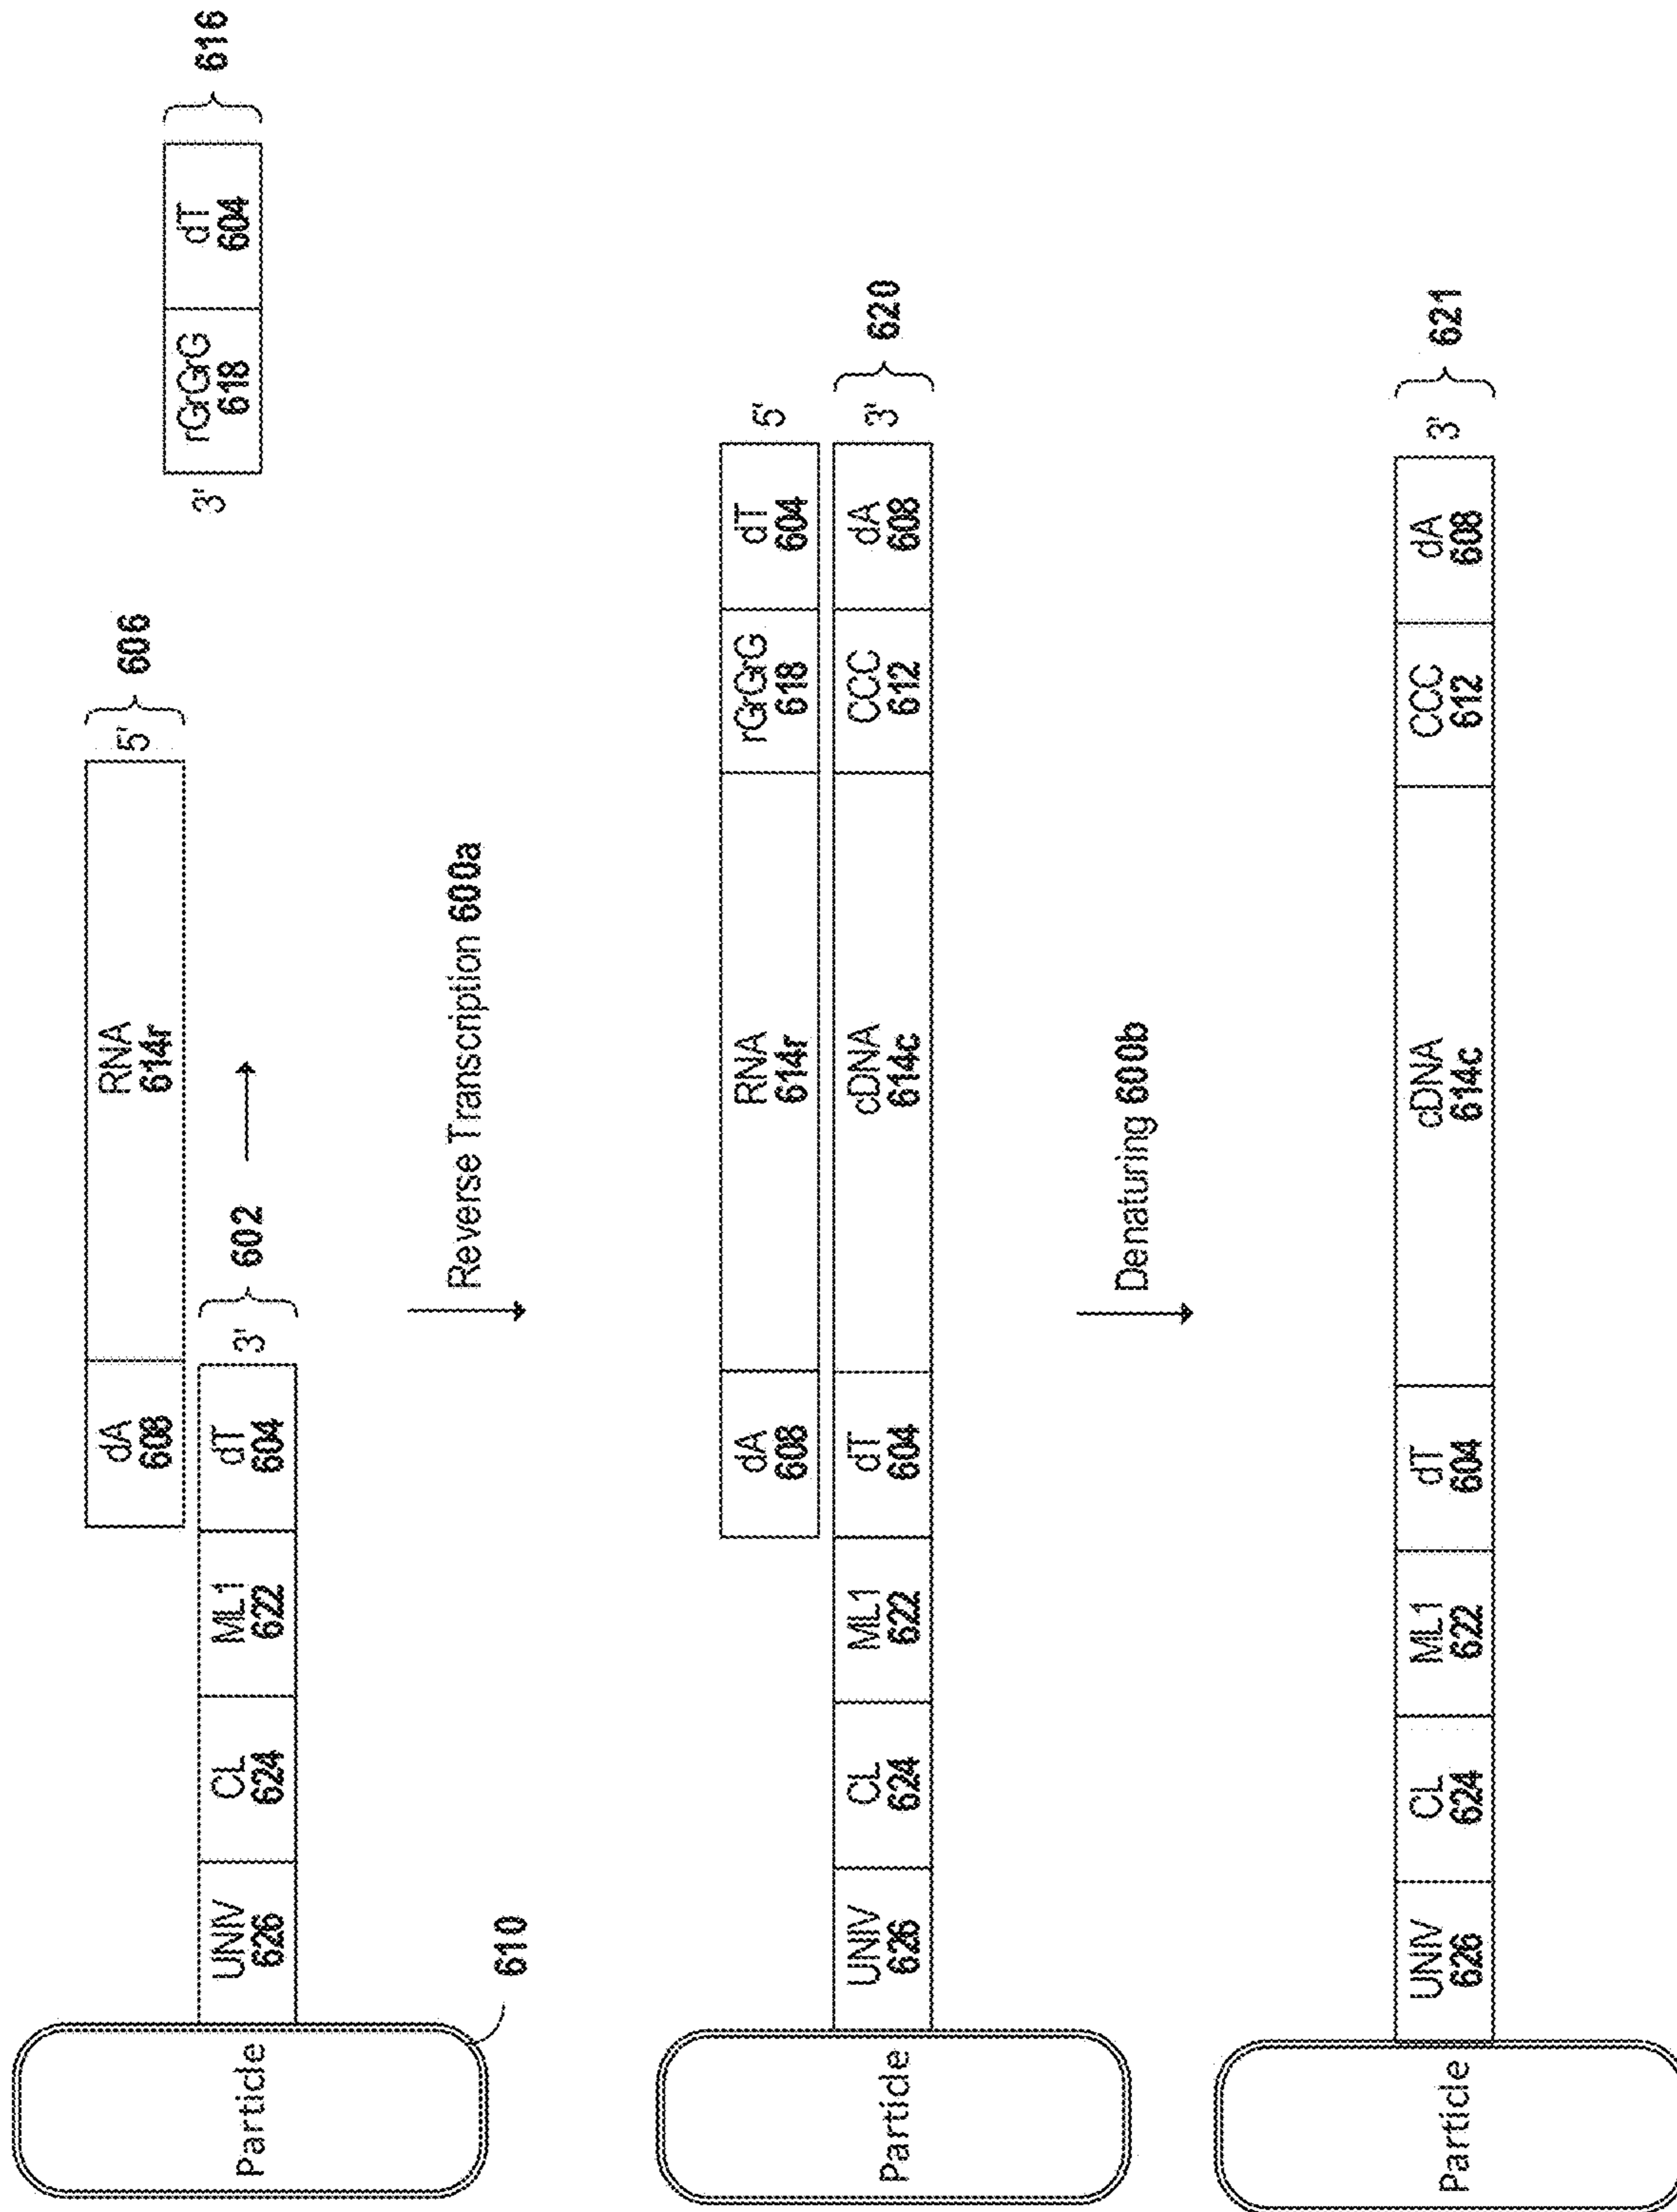 dA
608
RNA
614r
5'
606
3'
rGrGrG
618
dT
604
616
Particle
610
UNIV
626
CL
624
ML1
622
dT
604
3'
602
Reverse Transcription 600a
dA
608
RNA
614r
rGrGrG
618
dT
604
5'
Particle
UNIV
626
CL
624
ML1
622
dT
604
cDNA
614c
CCC
612
dA
608
3'
620
Denaturing 600b
Particle
UNIV
626
CL
624
ML1
622
dT
604
cDNA
614c
CCC
612
dA
608
3'
621